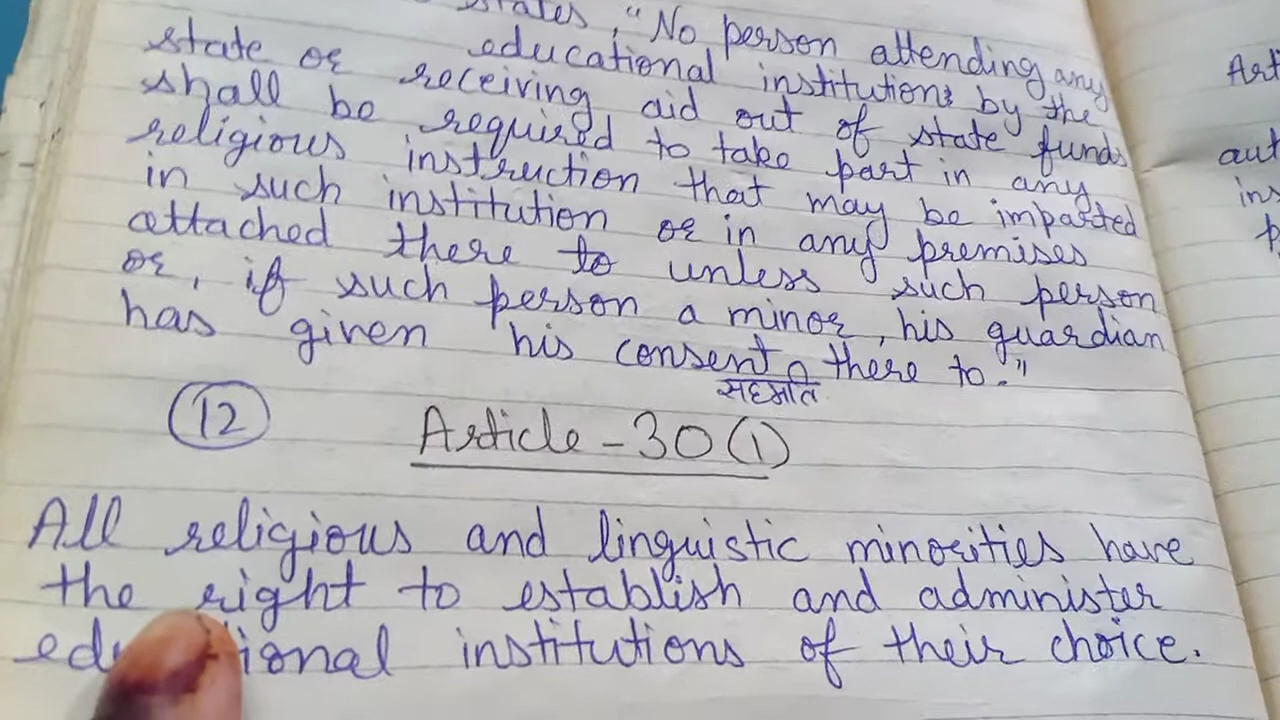 states, "No person attending any
state or educational institutions by the
shall receiving aid out of state funds
religious be required to take part in any
in such instruction that may be imparted
attached institution or in any premises
or, if there to unless such person
has such person a minor, his guardian
given his consent there to."
सहमति
12 Article - 30 (1)
All religious and linguistic minorities have
the right to establish and administer
institutions of their choice.
Art
aut
ins